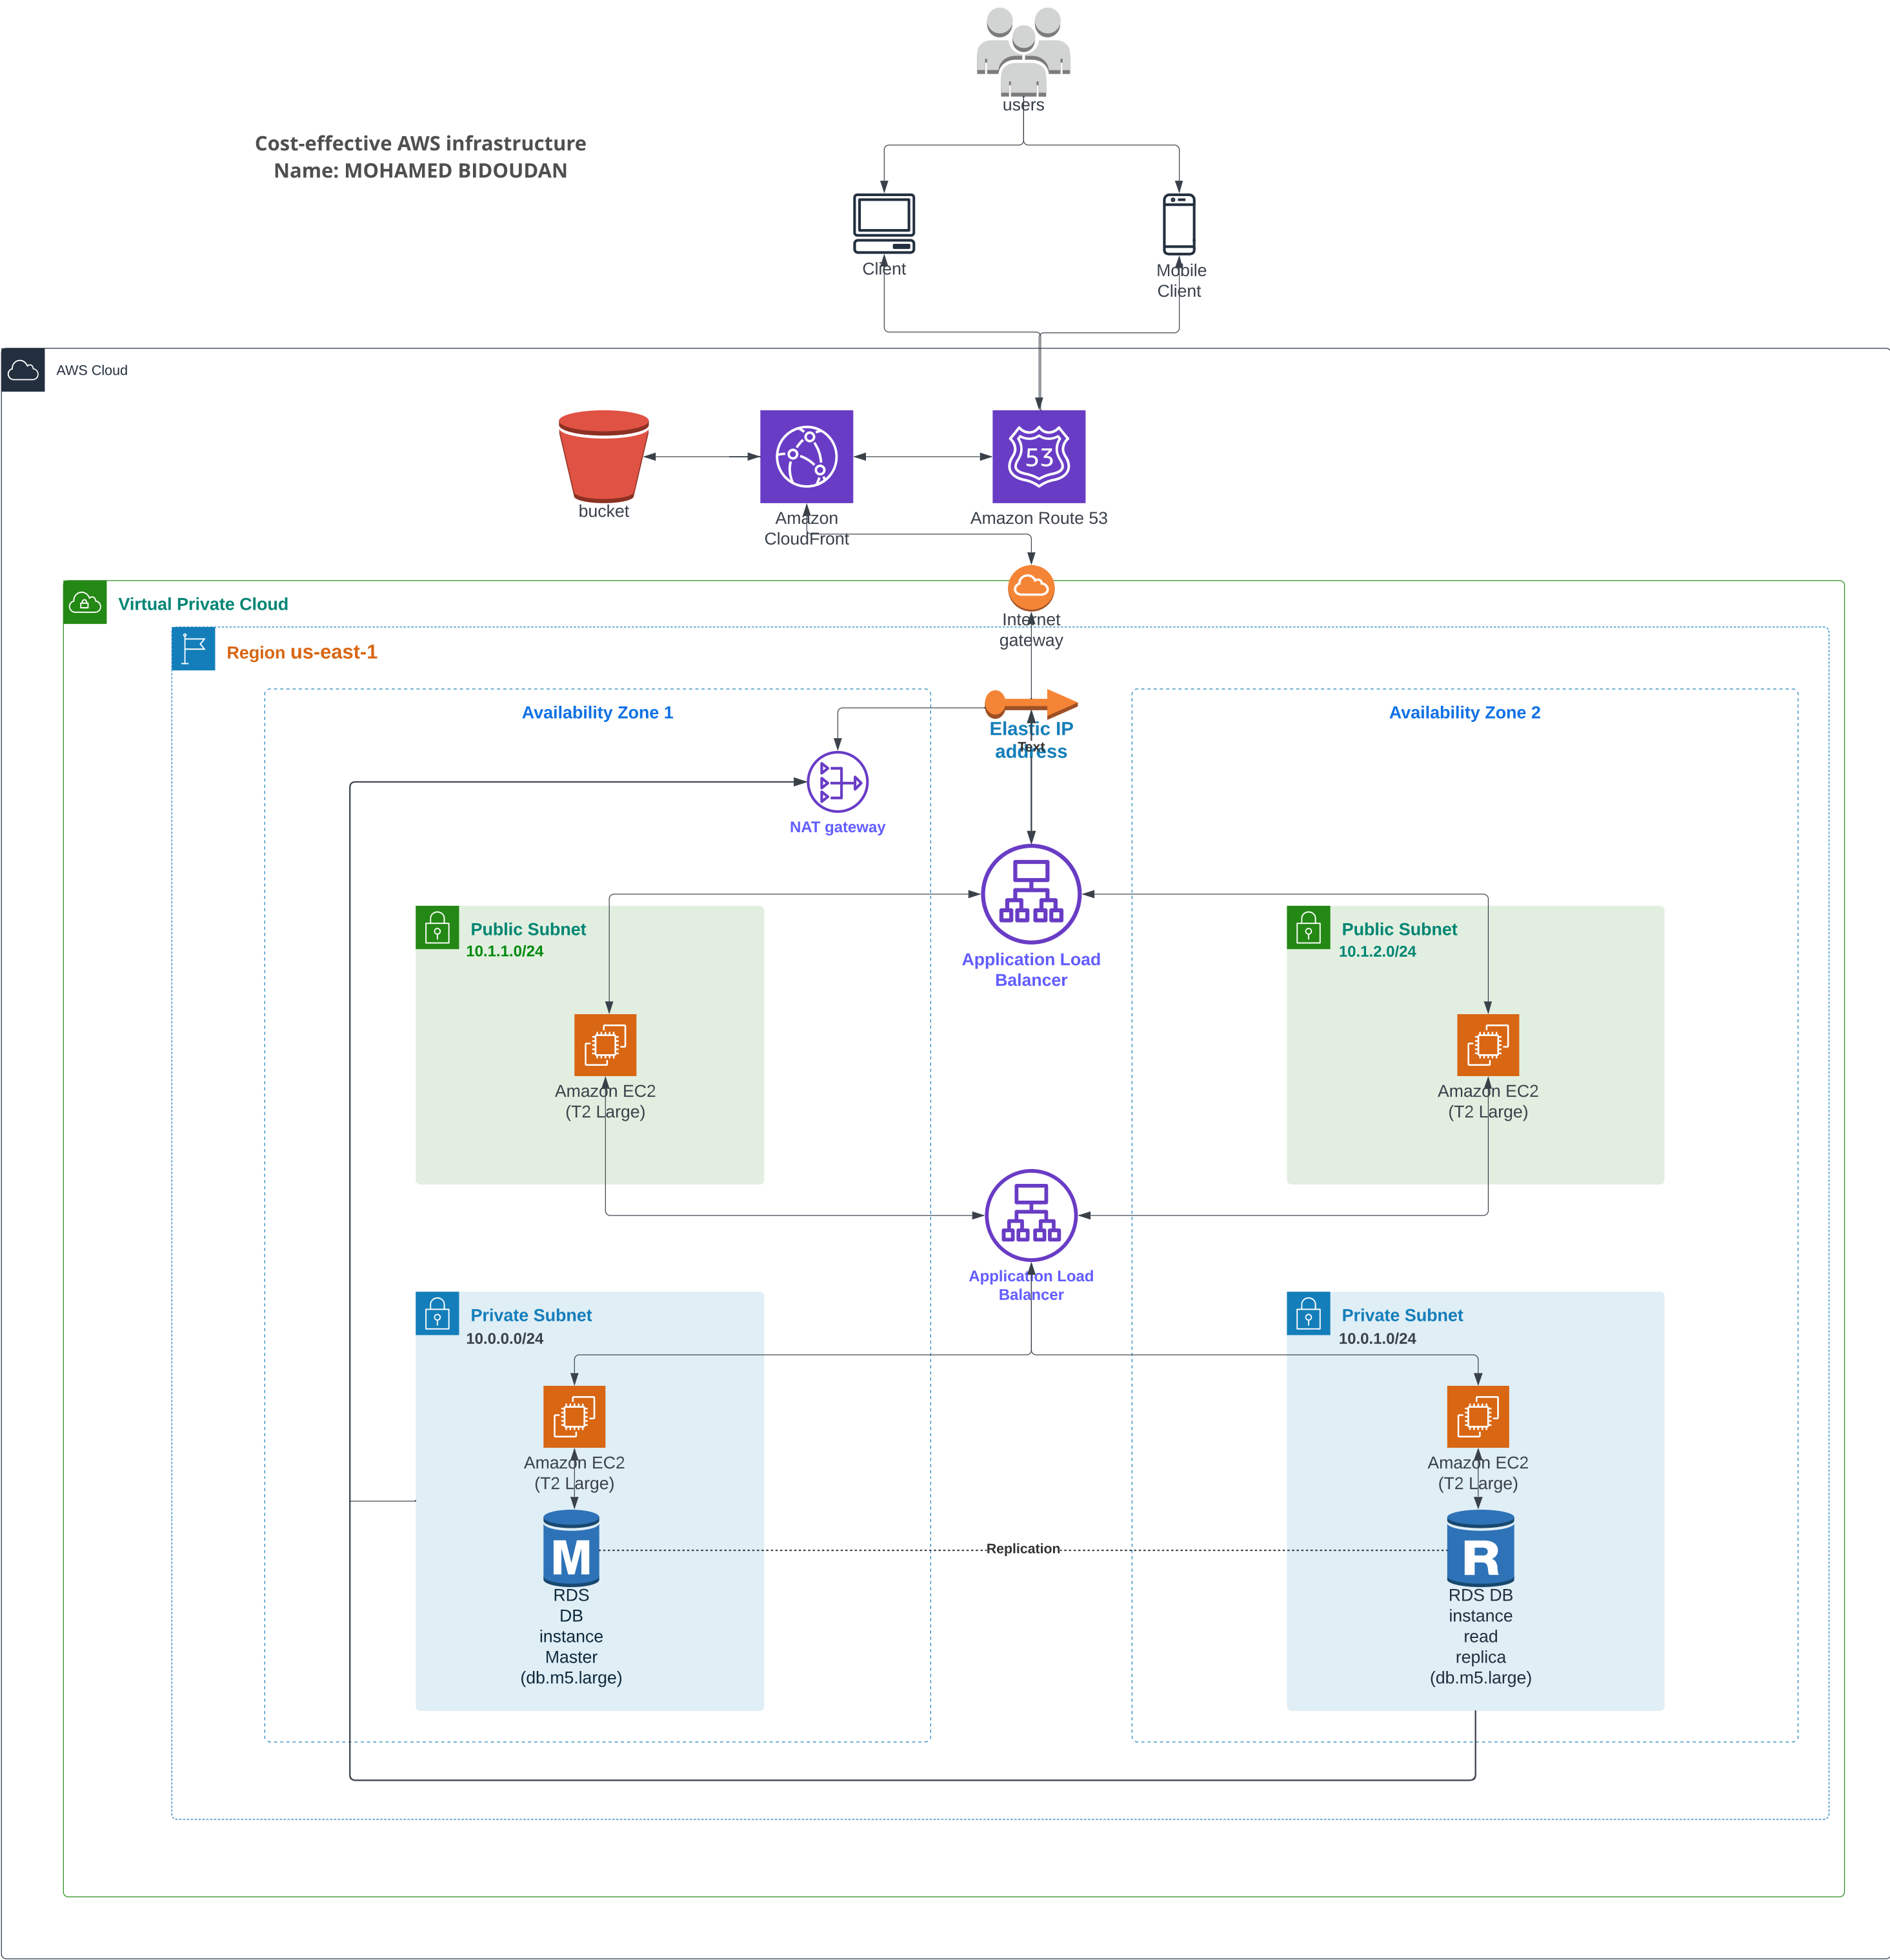 users
Cost-effective AWS infrastructure
Name: MOHAMED BIDOUDAN
Client
Mobile
Client
AWS Cloud
53
bucket
Amazon
CloudFront
Amazon Route 53
Virtual Private Cloud
Internet
gateway
Region us-east-1
Availability Zone 1
Elastic IP
address
Text
Availability Zone 2
NAT gateway
Application Load
Balancer
Public Subnet
10.1.1.0/24
Public Subnet
10.1.2.0/24
Amazon EC2
(T2 Large)
Amazon EC2
(T2 Large)
Application Load
Balancer
Private Subnet
10.0.0.0/24
Private Subnet
10.0.1.0/24
Amazon EC2
(T2 Large)
Amazon EC2
(T2 Large)
M
Replication
R
RDS
DB
instance
Master
(db.m5.large)
RDS DB
instance
read
replica
(db.m5.large)